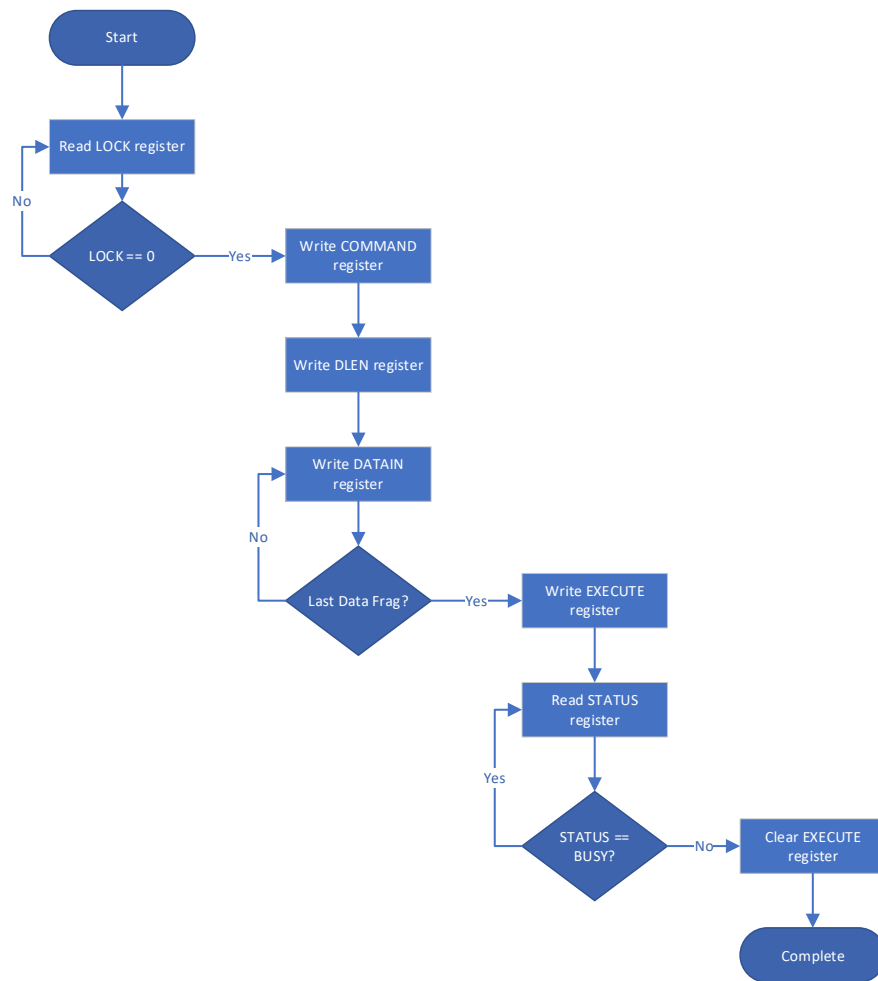 Start
Read LOCK register
No
LOCK == 0
Yes
Write COMMAND
register
Write DLEN register
Write DATAIN
register
No
Last Data Frag?
Yes
Write EXECUTE
register
Read STATUS
register
Yes
STATUS ==
BUSY?
No
Clear EXECUTE
register
Complete